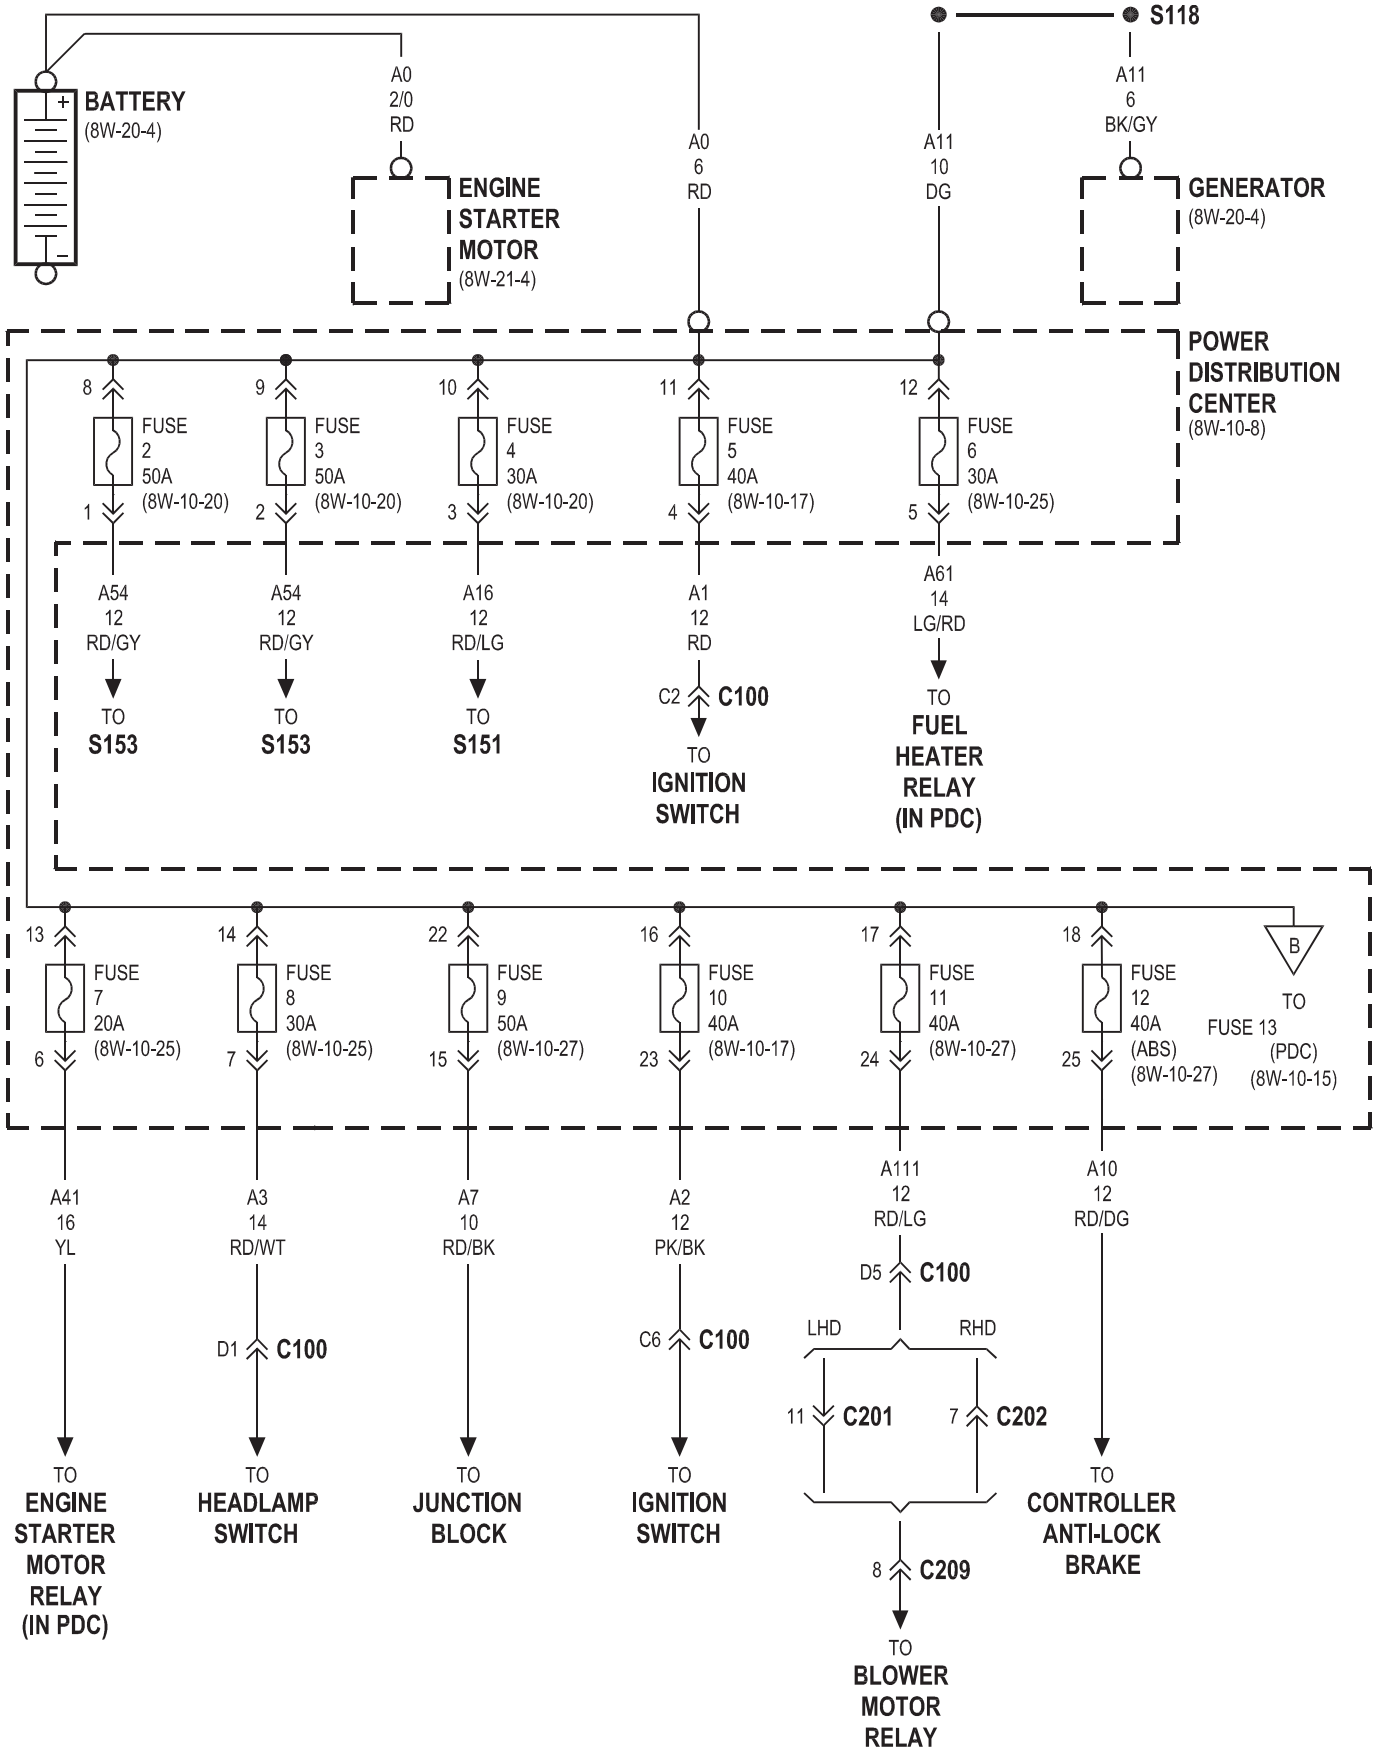 S118
A0
2/0
RD
A11
6
BK/GY
+
BATTERY
(8W-20-4)
−
ENGINE
STARTER
MOTOR
(8W-21-4)
A0
6
RD
A11
10
DG
GENERATOR
(8W-20-4)
POWER
DISTRIBUTION
CENTER
(8W-10-8)
8
FUSE
2
50A
(8W-10-20)
1
9
FUSE
3
50A
(8W-10-20)
2
10
FUSE
4
30A
(8W-10-20)
3
11
FUSE
5
40A
(8W-10-17)
4
12
FUSE
6
30A
(8W-10-25)
5
A54
12
RD/GY
TO
S153
A54
12
RD/GY
TO
S153
A16
12
RD/LG
TO
S151
A1
12
RD
C2 C100
TO
IGNITION
SWITCH
A61
14
LG/RD
TO
FUEL
HEATER
RELAY
(IN PDC)
13
FUSE
7
20A
(8W-10-25)
6
14
FUSE
8
30A
(8W-10-25)
7
22
FUSE
9
50A
(8W-10-27)
15
16
FUSE
10
40A
(8W-10-17)
23
17
FUSE
11
40A
(8W-10-27)
24
18
FUSE
12
40A
(ABS)
(8W-10-27)
25
B
TO
FUSE 13
(PDC)
(8W-10-15)
A41
16
YL
TO
ENGINE
STARTER
MOTOR
RELAY
(IN PDC)
A3
14
RD/WT
D1 C100
TO
HEADLAMP
SWITCH
A7
10
RD/BK
TO
JUNCTION
BLOCK
A2
12
PK/BK
C6 C100
TO
IGNITION
SWITCH
A111
12
RD/LG
D5 C100
LHD RHD
11 C201
7 C202
8 C209
TO
BLOWER
MOTOR
RELAY
A10
12
RD/DG
TO
CONTROLLER
ANTI-LOCK
BRAKE